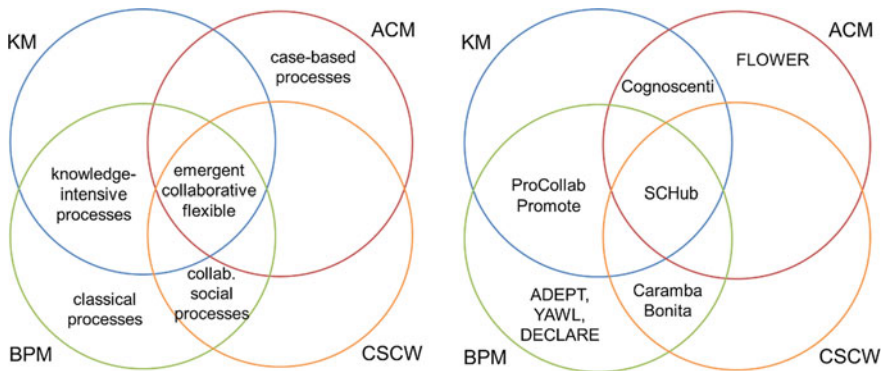 KM
ACM
case-based
processes
knowledge-
intensive
processes
emergent
collaborative
flexible
classical
processes
collab.
social
processes
BPM
CSCW
KM
ACM
FLOWER
Cognoscenti
ProCollab
Promote
SCHub
ADEPT,
YAWL,
DECLARE
Caramba
Bonita
BPM
CSCW